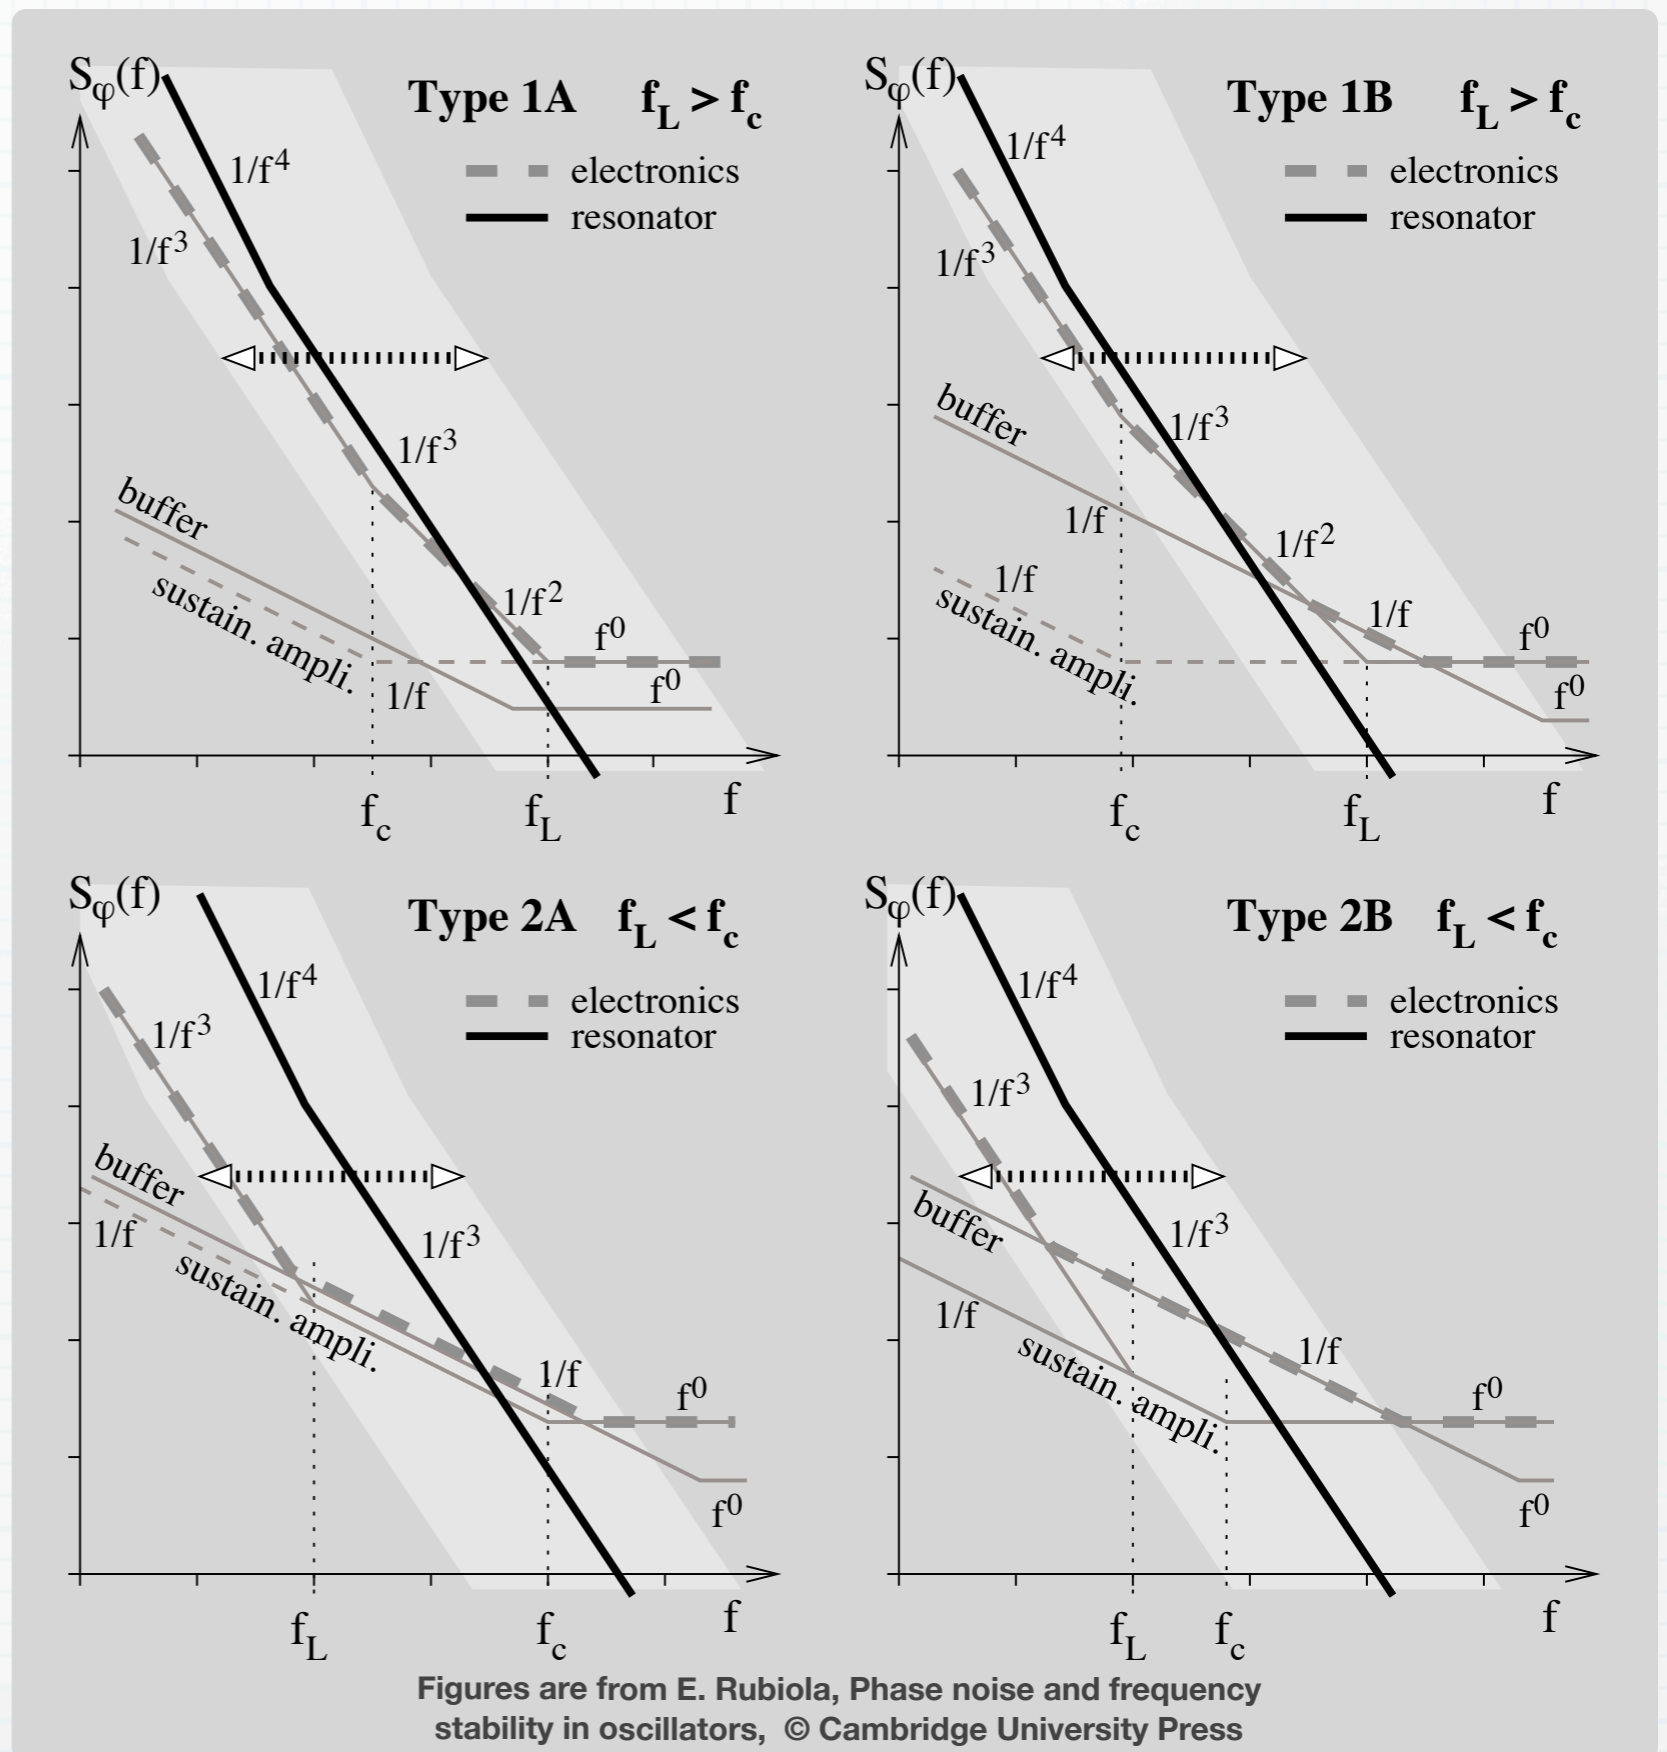 Sφ(f)
Type 1A fL > fc
electronics
resonator
1/f⁴
1/f³
1/f³
buffer
sustain. ampli.
1/f
1/f²
f⁰
f⁰
fc
fL
f
Sφ(f)
Type 1B fL > fc
electronics
resonator
1/f⁴
1/f³
buffer
1/f³
1/f
1/f
sustain. ampli.
1/f²
1/f
f⁰
f⁰
fc
fL
f
Sφ(f)
Type 2A fL < fc
electronics
resonator
1/f⁴
1/f³
buffer
1/f
sustain. ampli.
1/f³
1/f
f⁰
f⁰
fL
fc
f
Sφ(f)
Type 2B fL < fc
electronics
resonator
1/f⁴
1/f³
buffer
1/f
sustain. ampli.
1/f³
1/f
f⁰
f⁰
fL
fc
f
Figures are from E. Rubiola, Phase noise and frequency
stability in oscillators, © Cambridge University Press